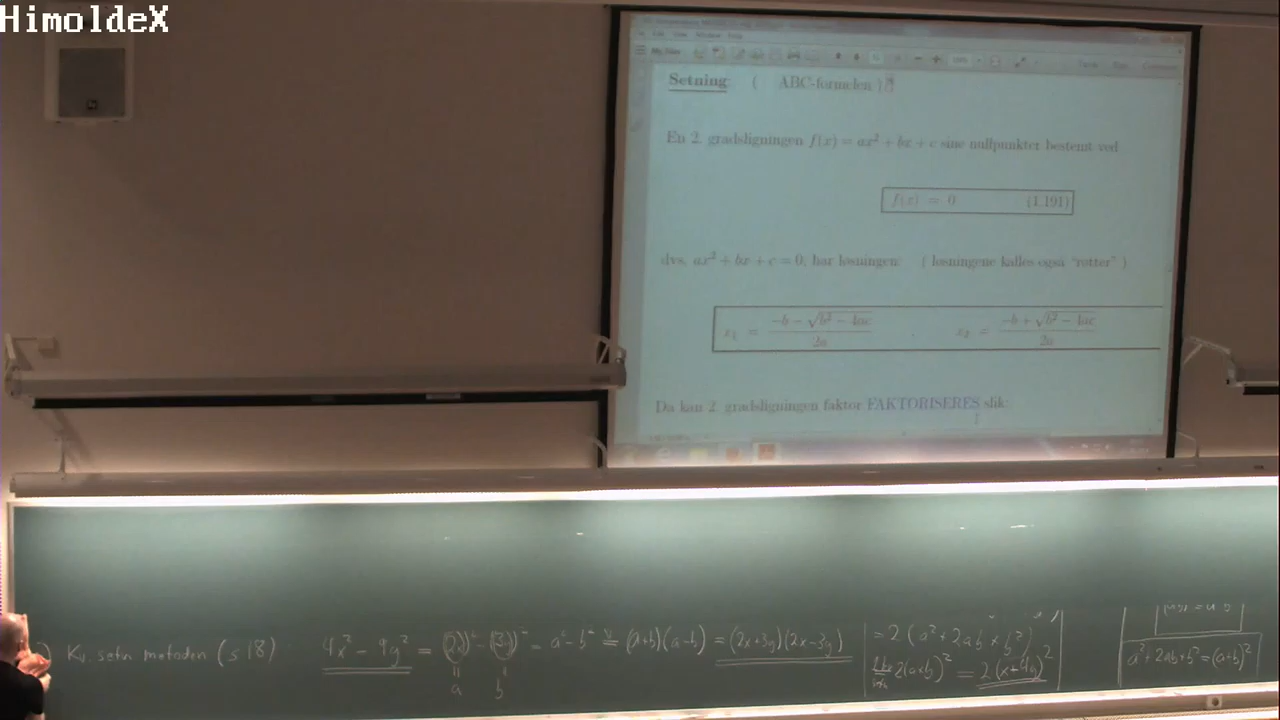 HimoldeX
Setning: ( ABC-formelen )
En 2. gradsligningen f(x) = ax² + bx + c sine nullpunkter bestemt ved
f(x) = 0 (1.191)
dvs. ax² + bx + c = 0, har løsningen: ( løsningene kalles også "røtter" )
x₁ = (-b - √(b² - 4ac)) / 2a , x₂ = (-b + √(b² - 4ac)) / 2a
Da kan 2. gradsligningen faktor FAKTORISERES slik:
Kv. setn metoden (s 18) 4x² - 9y² = (2x)² - (3y)² = a² - b² = (a+b)(a-b) = (2x+3y)(2x-3y)
a b
= 2(a² + 2ab + b²)
2(a+b)² = 2(x+4y)²
a² + 2ab + b² = (a+b)²